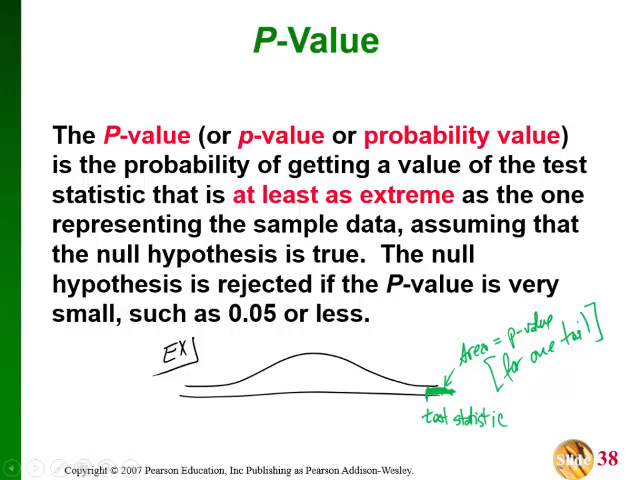 P-Value
The P-value (or p-value or probability value)
is the probability of getting a value of the test
statistic that is at least as extreme as the one
representing the sample data, assuming that
the null hypothesis is true. The null
hypothesis is rejected if the P-value is very
small, such as 0.05 or less.
EX
Area = p-value
[for one tail]
test statistic
Slide 38
Copyright © 2007 Pearson Education, Inc Publishing as Pearson Addison-Wesley.